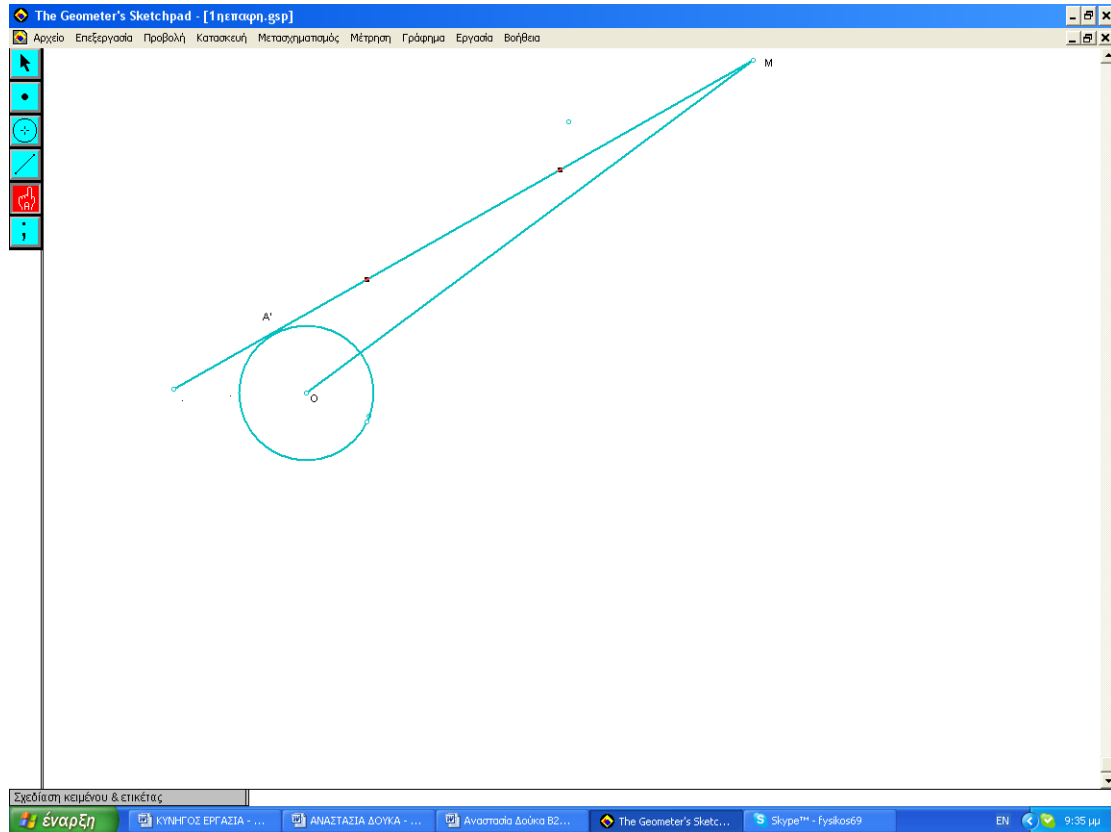 The Geometer's Sketchpad - [1ηεπαφη.gsp]
Αρχείο Επεξεργασία Προβολή Κατασκευή Μετασχηματισμός Μέτρηση Γράφημα Εργασία Βοήθεια
M
A'
O
Σχεδίαση κειμένου & ετικέτας
έναρξη ΚΥΝΗΓΟΣ ΕΡΓΑΣΙΑ - ... ΑΝΑΣΤΑΣΙΑ ΔΟΥΚΑ - ... Αναστασία Δούκα Β2... The Geometer's Sketc... Skype™ - fysikos69 EN 9:35 μμ